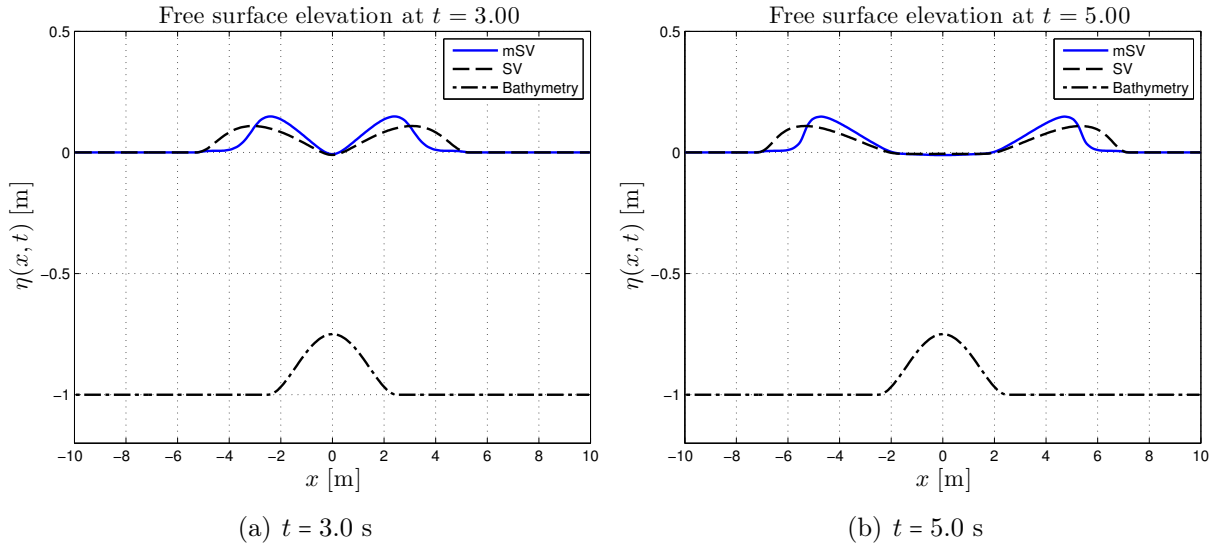 Free surface elevation at t = 3.00
0.5
mSV
SV
Bathymetry
0
−0.5
−1
η(x, t) [m]
−10 −8 −6 −4 −2 0 2 4 6 8 10
x [m]
(a) t = 3.0 s
Free surface elevation at t = 5.00
0.5
mSV
SV
Bathymetry
0
−0.5
−1
η(x, t) [m]
−10 −8 −6 −4 −2 0 2 4 6 8 10
x [m]
(b) t = 5.0 s